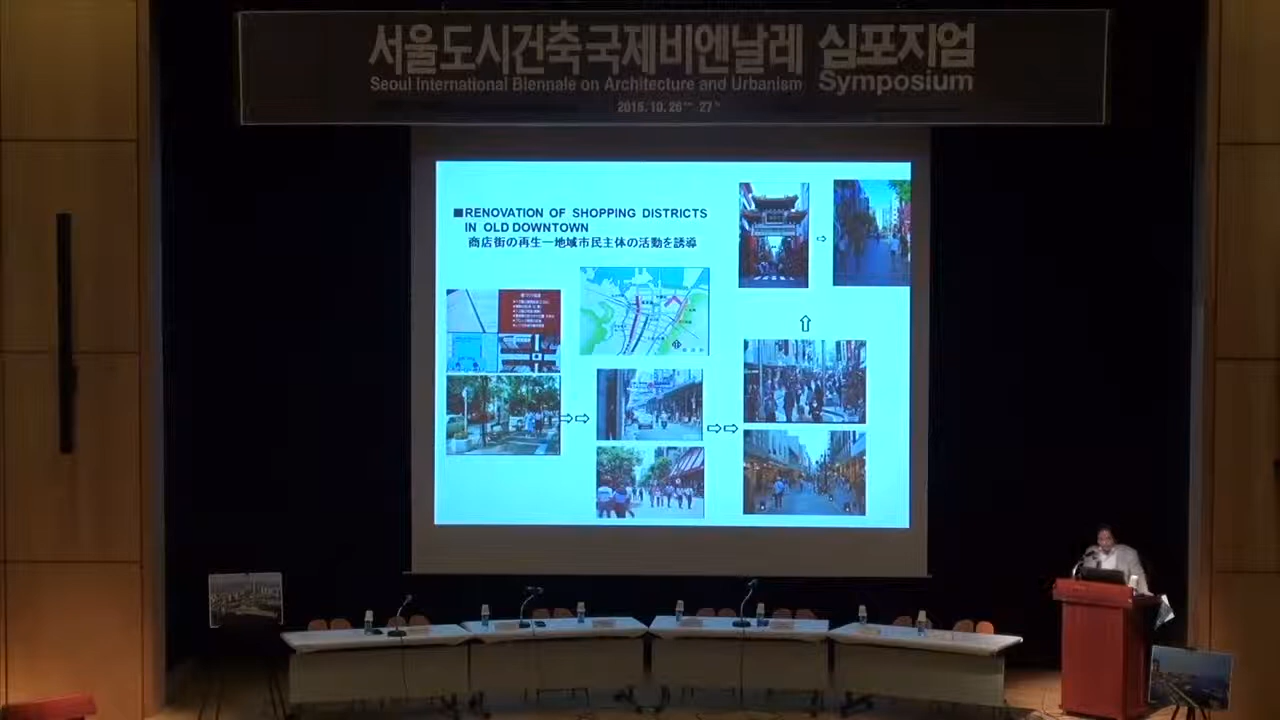 서울도시건축국제비엔날레 심포지엄
Seoul International Biennale on Architecture and Urbanism Symposium
■RENOVATION OF SHOPPING DISTRICTS
IN OLD DOWNTOWN
商店街の再生ー地域市民主体の活動を誘導